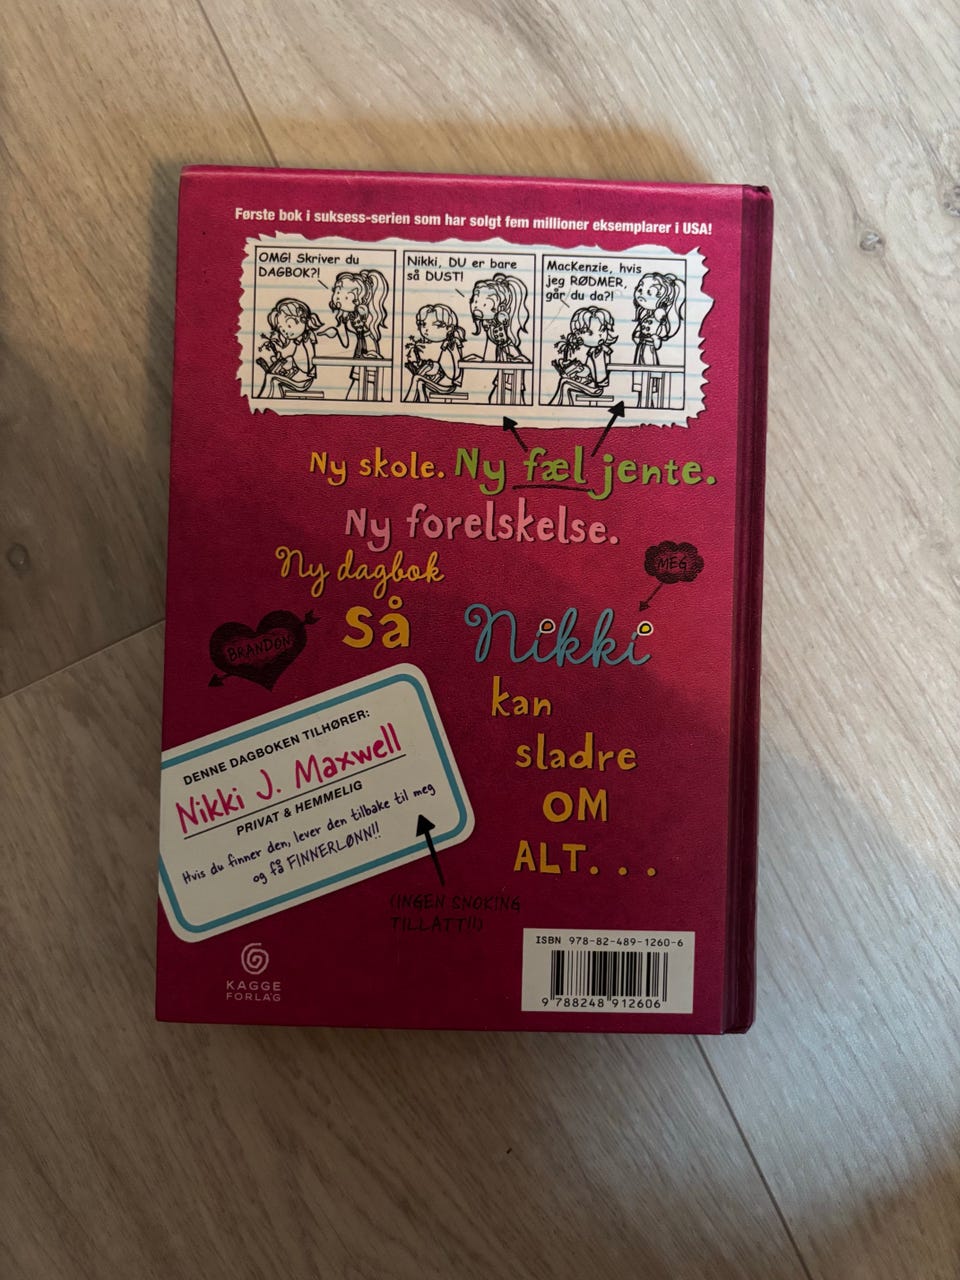 Første bok i suksess-serien som har solgt fem millioner eksemplarer i USA!
OMG! Skriver du
DAGBOK?!
Nikki, DU er bare
så DUST!
MacKenzie, hvis
jeg RØDMER,
går du da?!
Ny skole. Ny fæl jente.
Ny forelskelse.
Ny dagbok
MEG
BRANDON
Så Nikki
kan
sladre
OM
ALT. . .
DENNE DAGBOKEN TILHØRER:
Nikki J. Maxwell
PRIVAT & HEMMELIG
Hvis du finner den, lever den tilbake til meg
og få FINNERLØNN!!
(INGEN SNOKING
TILLATT!!)
KAGGE
FORLAG
ISBN 978-82-489-1260-6
9 788248 912606